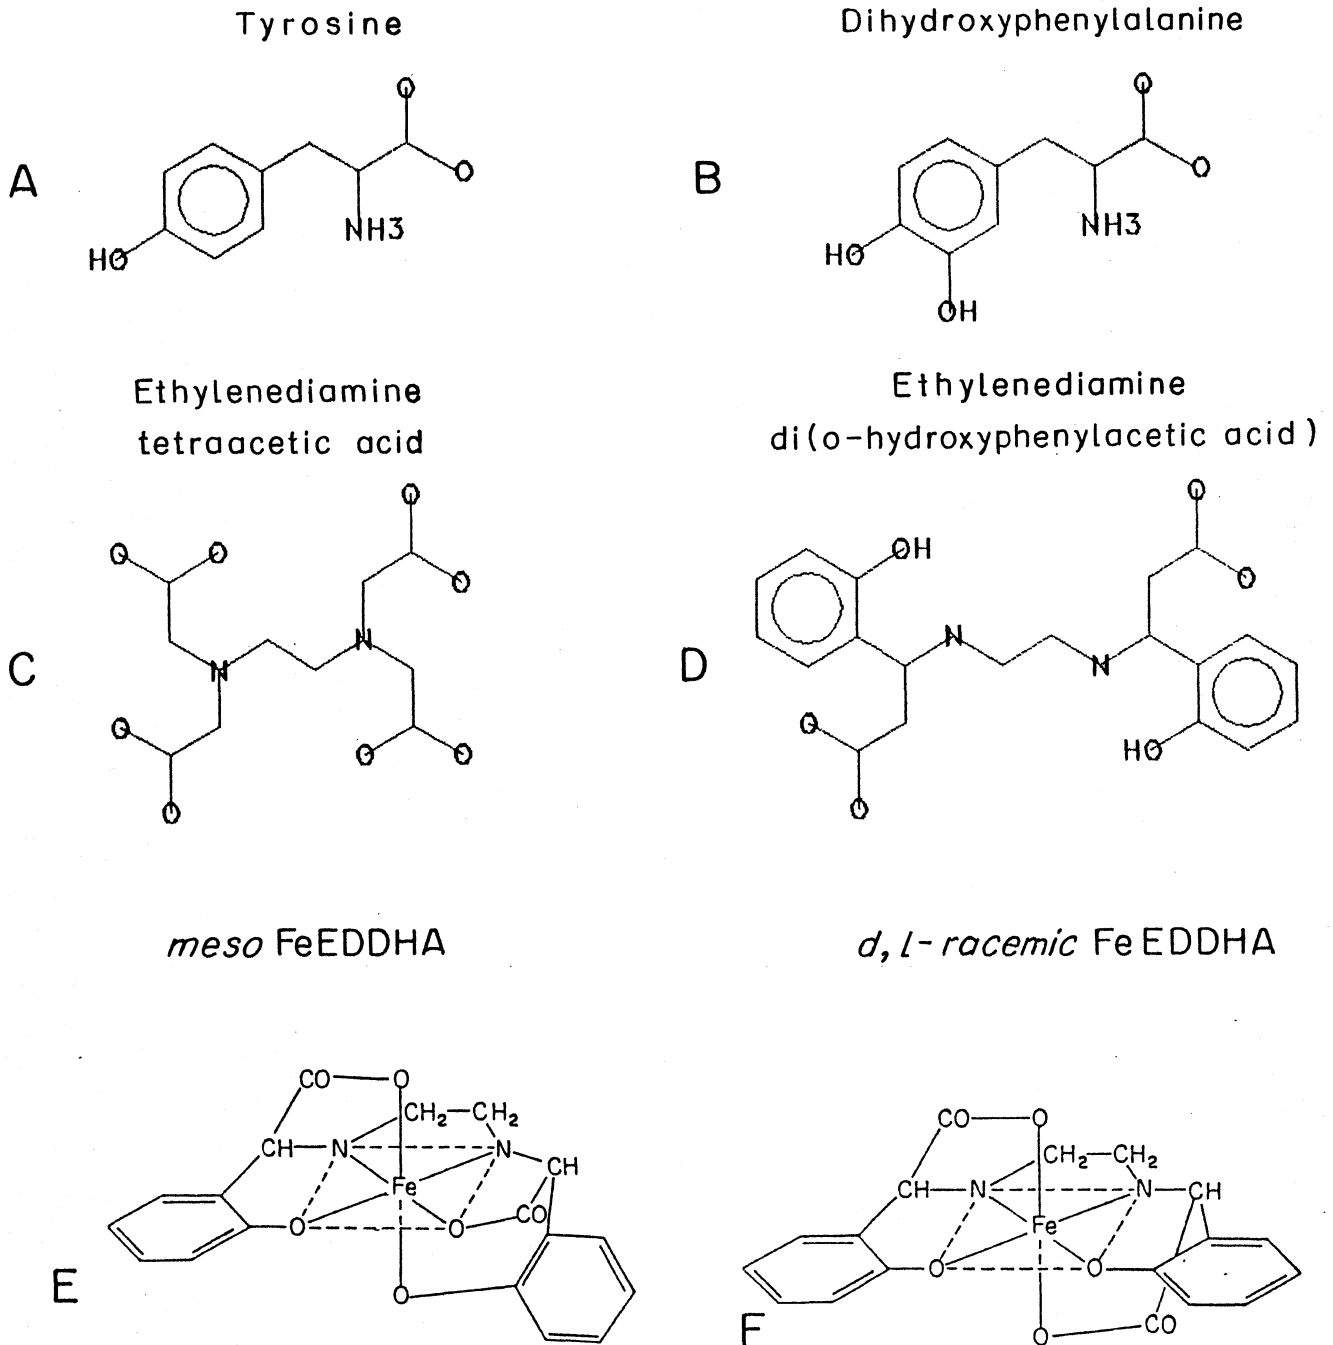 Tyrosine
Dihydroxyphenylalanine
A
O
O
NH3
HO
B
O
O
NH3
HO
OH
Ethylenediamine
tetraacetic acid
Ethylenediamine
di(o-hydroxyphenylacetic acid)
C
O
O O
O
N
N
O
O O
O
D
O
OH
O
N
N
O
HO
O
meso FeEDDHA
d, l-racemic FeEDDHA
E
CO O
CH2 CH2
CH N N
CH
Fe
CO
O O
O
F
CO O
CH2 CH2
CH N N CH
Fe
O O
CO
O